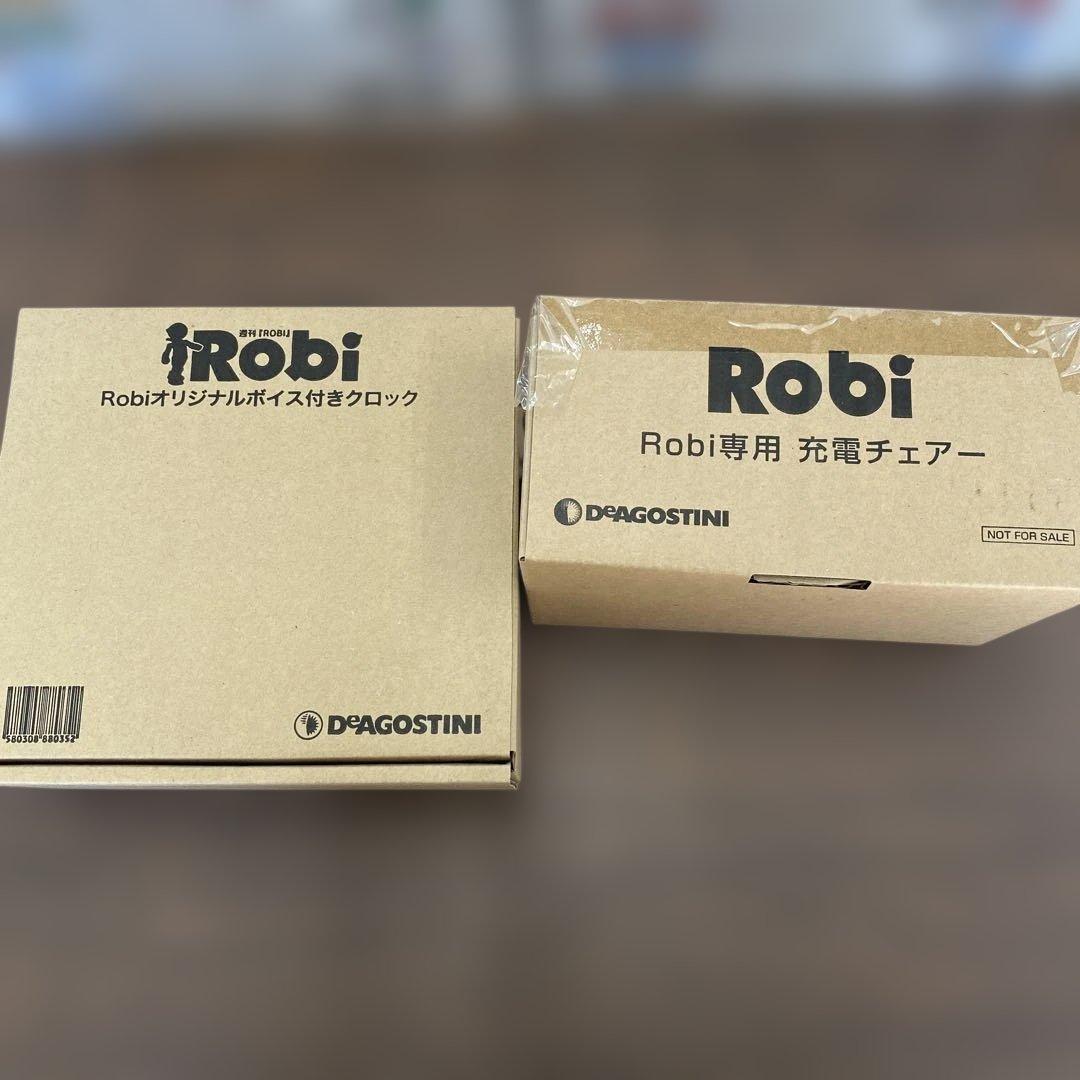 週刊『ROBI』
Robi
Robiオリジナルボイス付きクロック
580308 880352
DeAGOSTINI
Robi
Robi専用 充電チェアー
DeAGOSTINI
NOT FOR SALE